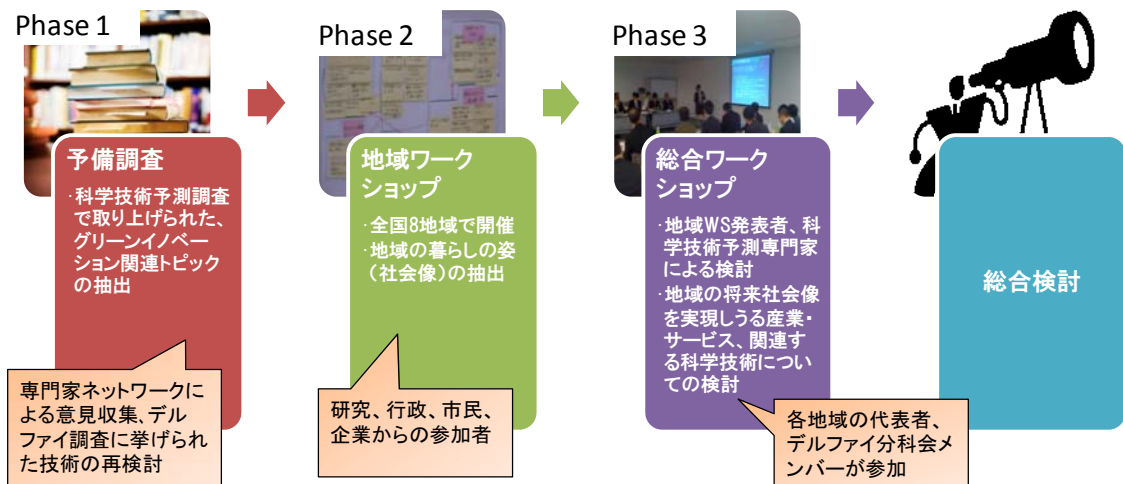 Phase 1
予備調査
・科学技術予測調査
で取り上げられた、
グリーンイノベー
ション関連トピック
の抽出
専門家ネットワークに
よる意見収集、デル
ファイ調査に挙げられ
た技術の再検討
Phase 2
地域ワーク
ショップ
・全国8地域で開催
・地域の暮らしの姿
（社会像）の抽出
研究、行政、市民、
企業からの参加者
Phase 3
総合ワーク
ショップ
・地域WS発表者、科
学技術予測専門家
による検討
・地域の将来社会像
を実現しうる産業・
サービス、関連す
る科学技術につい
ての検討
各地域の代表者、
デルファイ分科会メ
ンバーが参加
総合検討